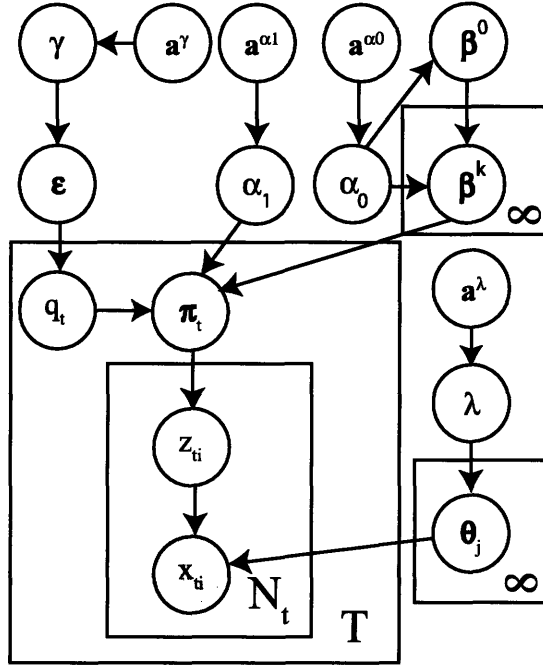 γ a^γ a^α1 a^α0 β^0
ε α_1 α_0 β^k
∞
q_t π_t a^λ
λ
z_ti
θ_j
x_ti
∞
N_t
T